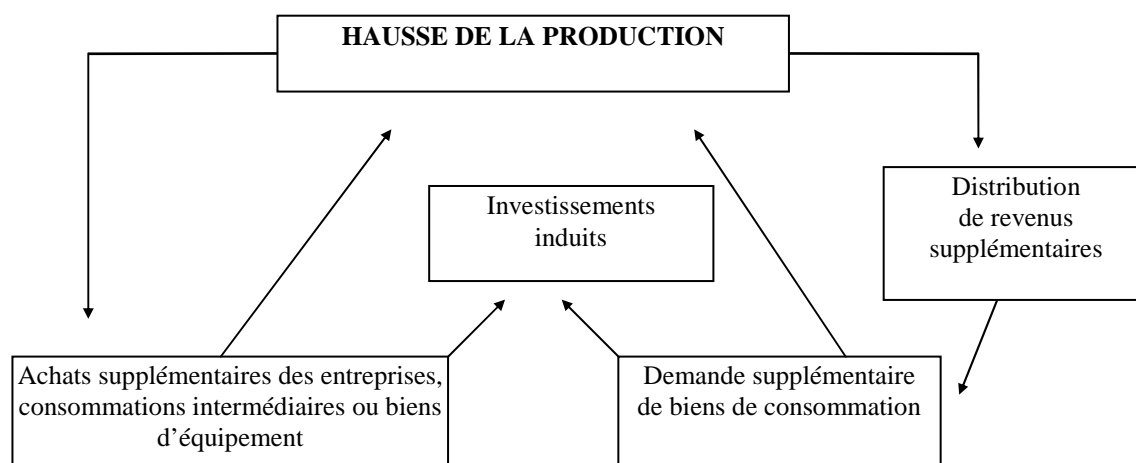 HAUSSE DE LA PRODUCTION
Distribution
de revenus
supplémentaires
Investissements
induits
Achats supplémentaires des entreprises,
consommations intermédiaires ou biens
d’équipement
Demande supplémentaire
de biens de consommation